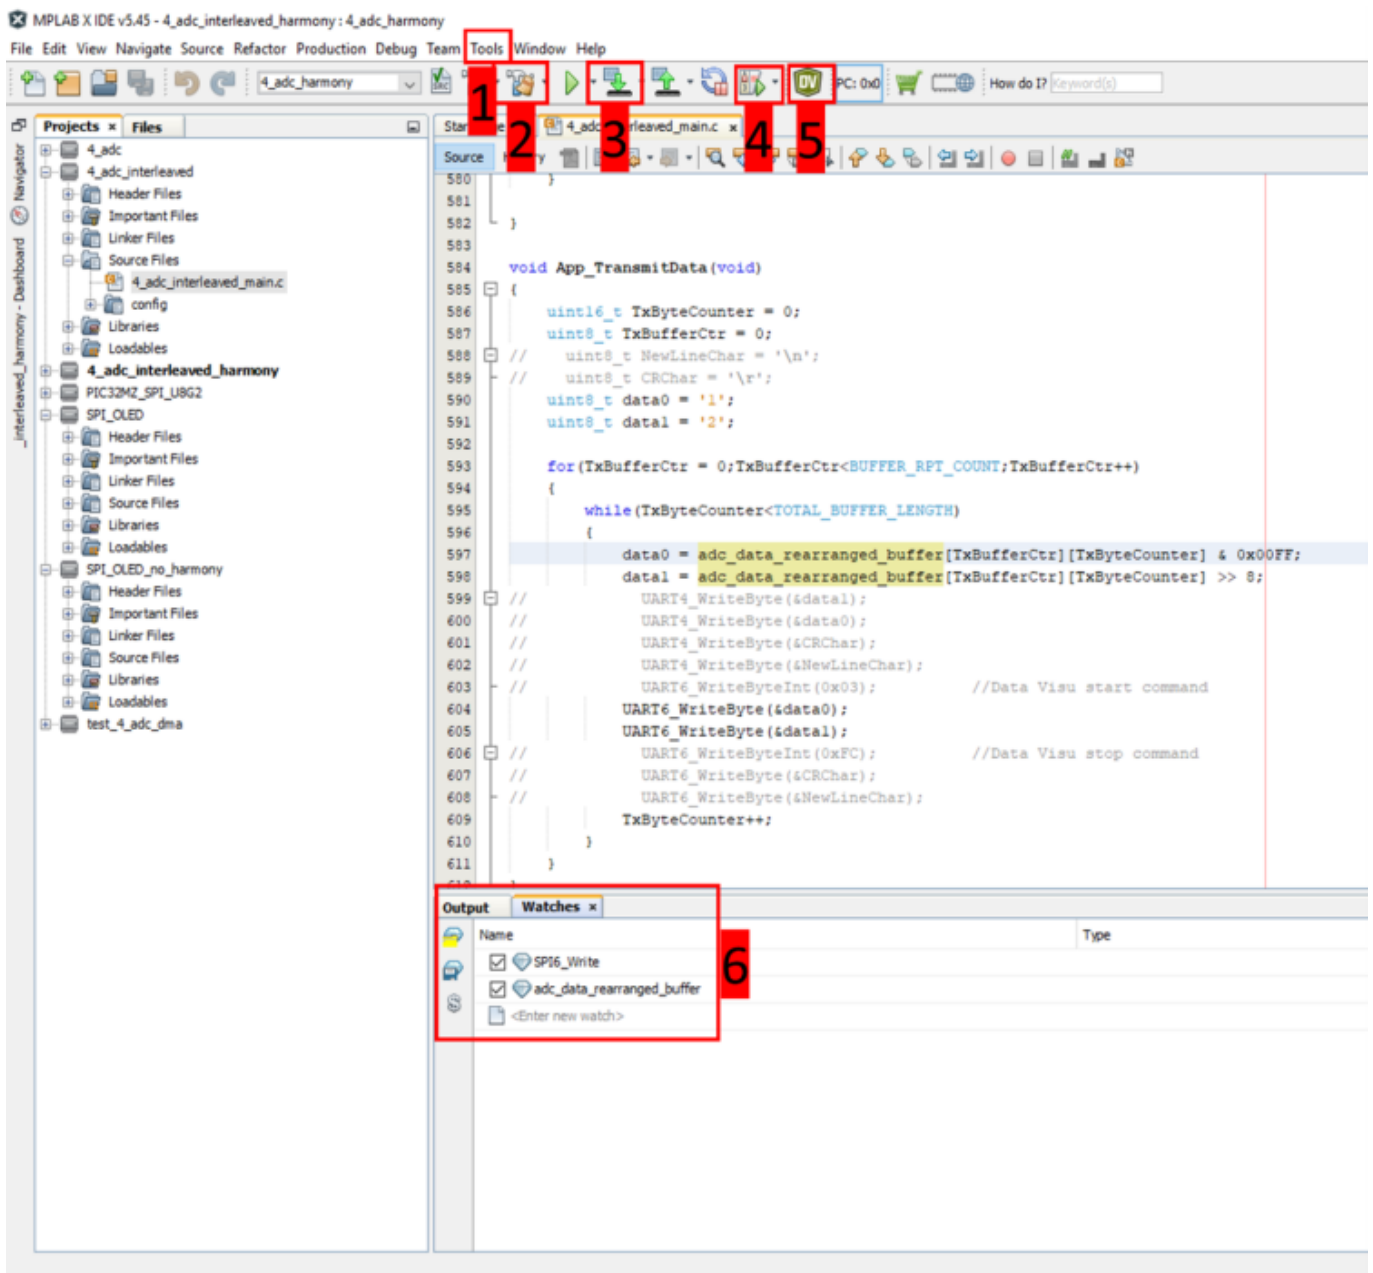 MPLAB X IDE v5.45 - 4_adc_interleaved_harmony : 4_adc_harmony
File Edit View Navigate Source Refactor Production Debug Team Tools Window Help
4_adc_harmony
PC: 0x0
How do I? Keyword(s)
1
2
3
4
5
Projects × Files
4_adc_interleaved_main.c ×
Source
Navigator
_interleaved_harmony - Dashboard
4_adc
4_adc_interleaved
Header Files
Important Files
Linker Files
Source Files
4_adc_interleaved_main.c
config
Libraries
Loadables
4_adc_interleaved_harmony
PIC32MZ_SPI_U8G2
SPI_OLED
Header Files
Important Files
Linker Files
Source Files
Libraries
Loadables
SPI_OLED_no_harmony
Header Files
Important Files
Linker Files
Source Files
Libraries
Loadables
test_4_adc_dma
580 }
581
582 }
583
584 void App_TransmitData(void)
585 {
586 uint16_t TxByteCounter = 0;
587 uint8_t TxBufferCtr = 0;
588 // uint8_t NewLineChar = '\n';
589 // uint8_t CRChar = '\r';
590 uint8_t data0 = '1';
591 uint8_t data1 = '2';
592
593 for(TxBufferCtr = 0;TxBufferCtr<BUFFER_RPT_COUNT;TxBufferCtr++)
594 {
595 while(TxByteCounter<TOTAL_BUFFER_LENGTH)
596 {
597 data0 = adc_data_rearranged_buffer[TxBufferCtr][TxByteCounter] & 0x00FF;
598 data1 = adc_data_rearranged_buffer[TxBufferCtr][TxByteCounter] >> 8;
599 // UART4_WriteByte(&data1);
600 // UART4_WriteByte(&data0);
601 // UART4_WriteByte(&CRChar);
602 // UART4_WriteByte(&NewLineChar);
603 // UART6_WriteByteInt(0x03); //Data Visu start command
604 UART6_WriteByte(&data0);
605 UART6_WriteByte(&data1);
606 // UART6_WriteByteInt(0xFC); //Data Visu stop command
607 // UART6_WriteByte(&CRChar);
608 // UART6_WriteByte(&NewLineChar);
609 TxByteCounter++;
610 }
611 }
Output Watches ×
Name Type
SPI6_Write
adc_data_rearranged_buffer
<Enter new watch>
6